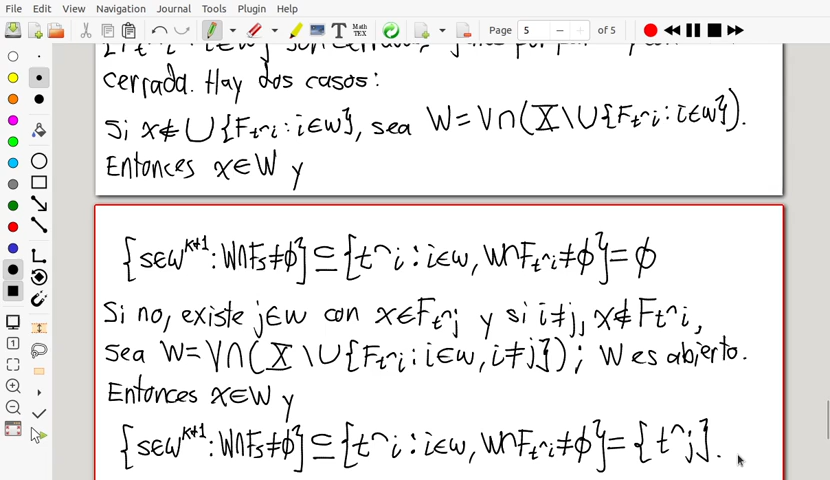 File Edit View Navigation Journal Tools Plugin Help
Math TEX
Page 5 of 5
cerrada. Hay dos casos:
Si x∉∪{F_{t⌢i} : i∈ω}, sea W=V∩(X\∪{F_{t⌢i} : i∈ω}).
Entonces x∈W y
{s∈ω^{k+1} : W∩F_s≠∅}⊆{t⌢i : i∈ω, W∩F_{t⌢i}≠∅}=∅
Si no, existe j∈ω con x∈F_{t⌢j} y si i≠j, x∉F_{t⌢i},
Sea W=V∩(X\∪{F_{t⌢i} : i∈ω, i≠j}); W es abierto.
Entonces x∈W y
{s∈ω^{k+1} : W∩F_s≠∅}⊆{t⌢i : i∈ω, W∩F_{t⌢i}≠∅}={t⌢j}.